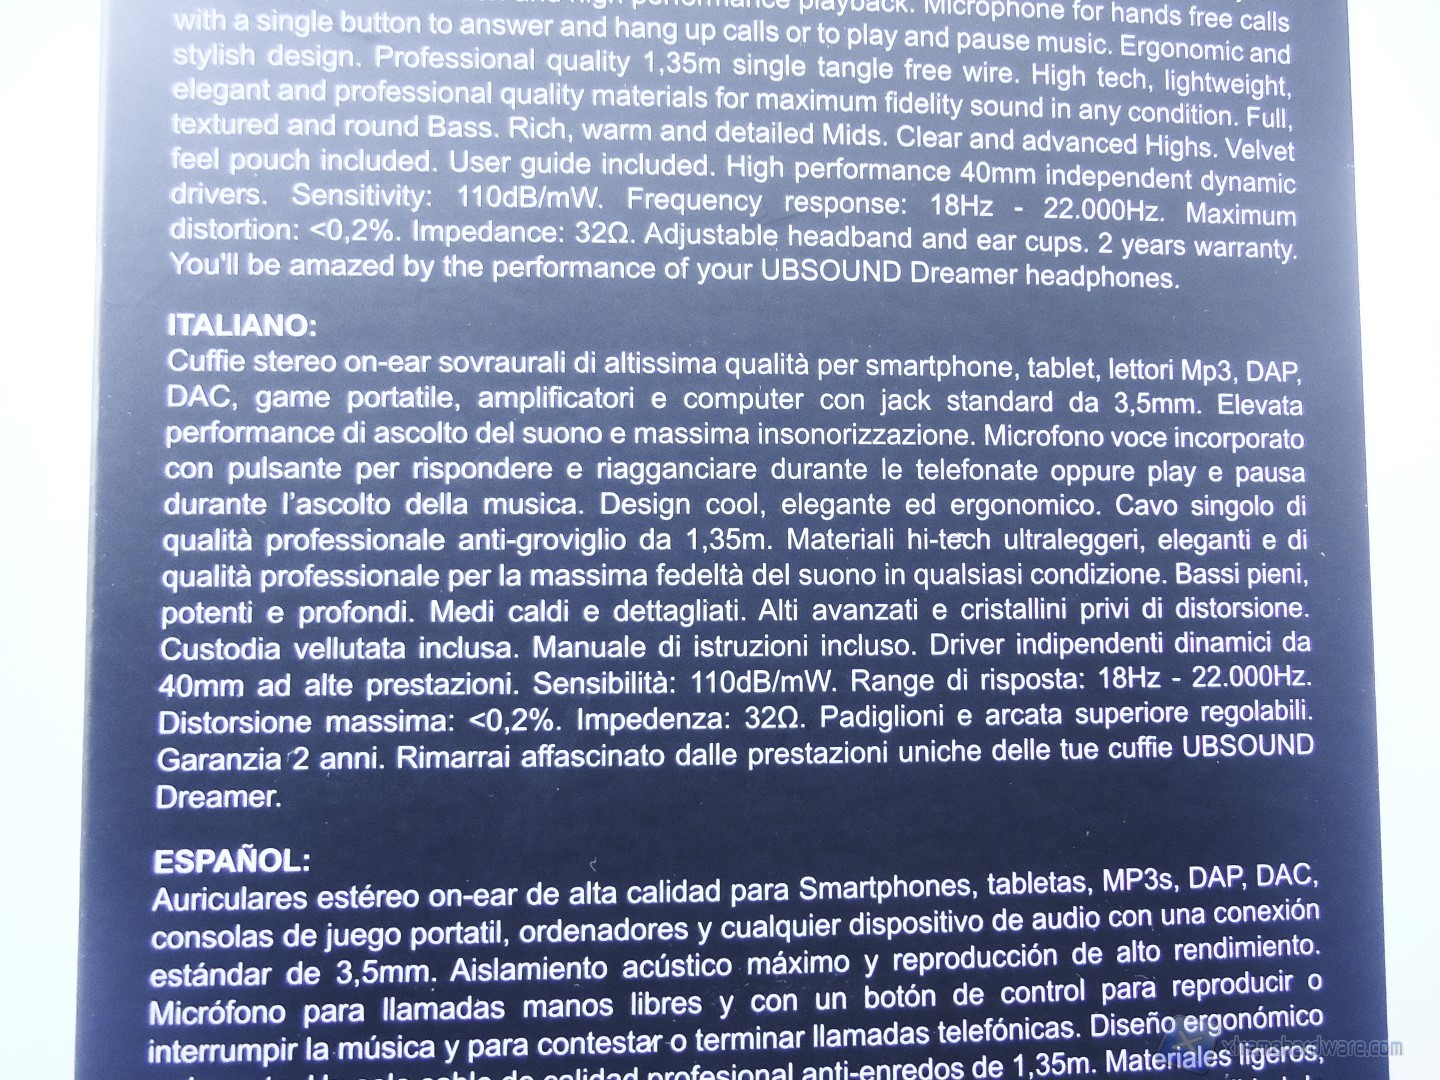 high performance playback. Microphone for hands free calls
with a single button to answer and hang up calls or to play and pause music. Ergonomic and
stylish design. Professional quality 1,35m single tangle free wire. High tech, lightweight,
elegant and professional quality materials for maximum fidelity sound in any condition. Full,
textured and round Bass. Rich, warm and detailed Mids. Clear and advanced Highs. Velvet
feel pouch included. User guide included. High performance 40mm independent dynamic
drivers. Sensitivity: 110dB/mW. Frequency response: 18Hz - 22.000Hz. Maximum
distortion: <0,2%. Impedance: 32Ω. Adjustable headband and ear cups. 2 years warranty.
You'll be amazed by the performance of your UBSOUND Dreamer headphones.
ITALIANO:
Cuffie stereo on-ear sovraurali di altissima qualità per smartphone, tablet, lettori Mp3, DAP,
DAC, game portatile, amplificatori e computer con jack standard da 3,5mm. Elevata
performance di ascolto del suono e massima insonorizzazione. Microfono voce incorporato
con pulsante per rispondere e riagganciare durante le telefonate oppure play e pausa
durante l’ascolto della musica. Design cool, elegante ed ergonomico. Cavo singolo di
qualità professionale anti-groviglio da 1,35m. Materiali hi-tech ultraleggeri, eleganti e di
qualità professionale per la massima fedeltà del suono in qualsiasi condizione. Bassi pieni,
potenti e profondi. Medi caldi e dettagliati. Alti avanzati e cristallini privi di distorsione.
Custodia vellutata inclusa. Manuale di istruzioni incluso. Driver indipendenti dinamici da
40mm ad alte prestazioni. Sensibilità: 110dB/mW. Range di risposta: 18Hz - 22.000Hz.
Distorsione massima: <0,2%. Impedenza: 32Ω. Padiglioni e arcata superiore regolabili.
Garanzia 2 anni. Rimarrai affascinato dalle prestazioni uniche delle tue cuffie UBSOUND
Dreamer.
ESPAÑOL:
Auriculares estéreo on-ear de alta calidad para Smartphones, tabletas, MP3s, DAP, DAC,
consolas de juego portatil, ordenadores y cualquier dispositivo de audio con una conexión
estándar de 3,5mm. Aislamiento acústico máximo y reproducción de alto rendimiento.
Micrófono para llamadas manos libres y con un botón de control para reproducir o
interrumpir la música y para contestar o terminar llamadas telefónicas. Diseño ergonómico
cable de calidad profesional anti-enredos de 1,35m. Materiales ligeros,
xtremehardware.com